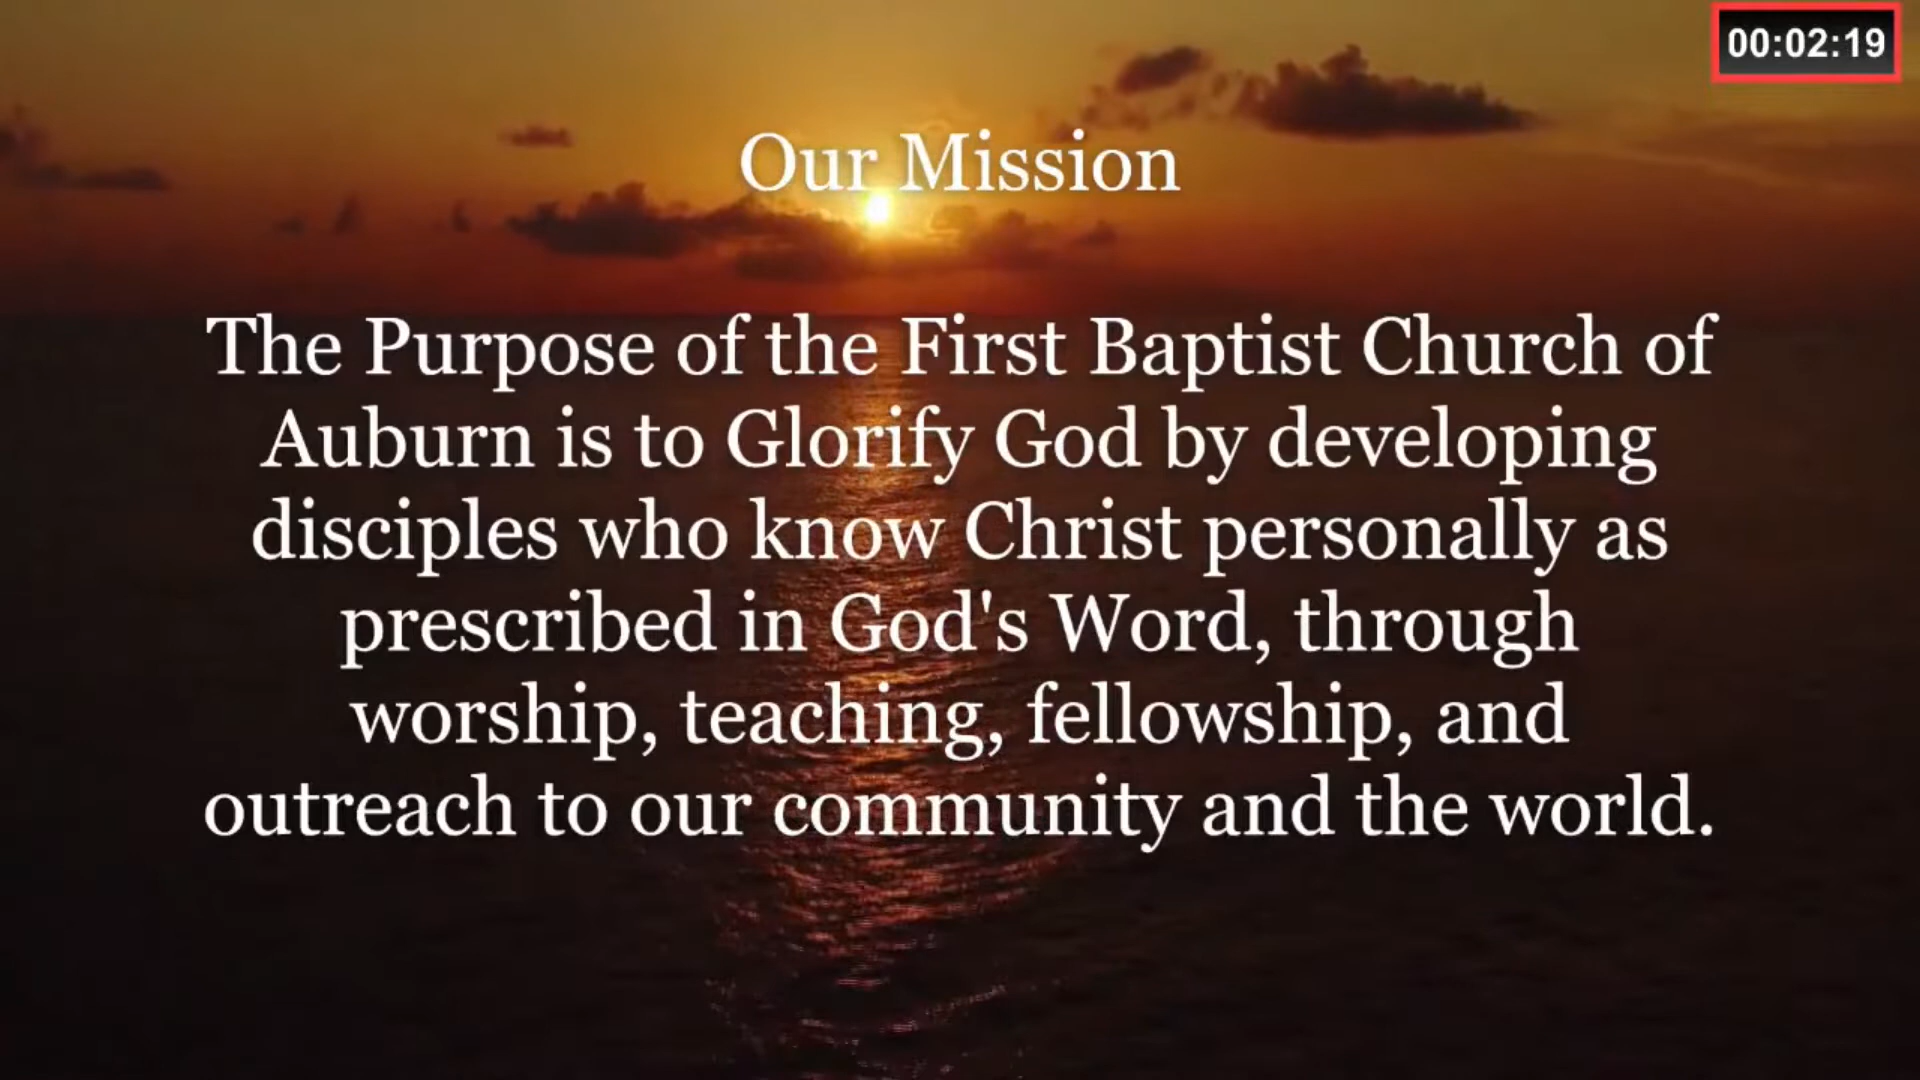 00:02:19
Our Mission
The Purpose of the First Baptist Church of
Auburn is to Glorify God by developing
disciples who know Christ personally as
prescribed in God's Word, through
worship, teaching, fellowship, and
outreach to our community and the world.